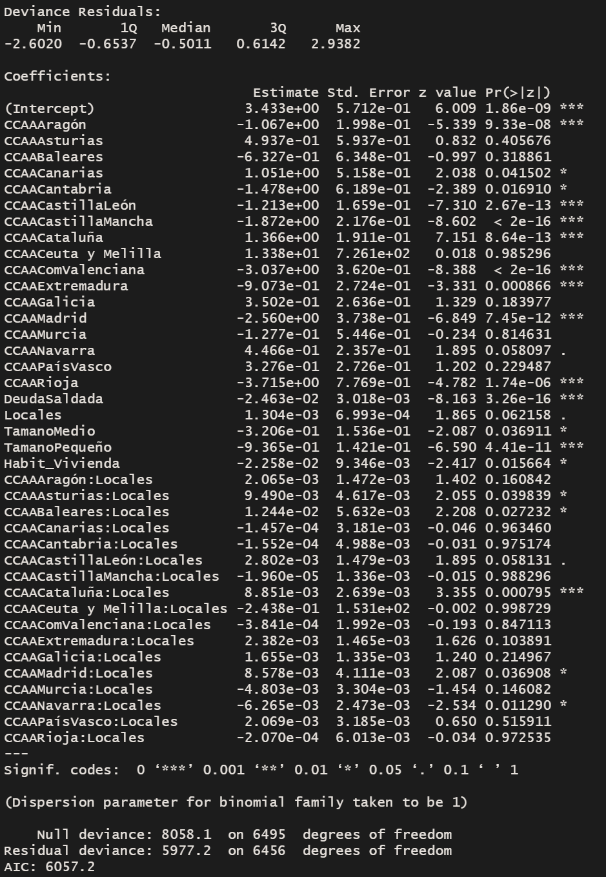 Deviance Residuals:
    Min       1Q   Median       3Q      Max
-2.6020  -0.6537  -0.5011   0.6142   2.9382
Coefficients:
                              Estimate Std. Error z value Pr(>|z|)
(Intercept)                  3.433e+00  5.712e-01   6.009 1.86e-09 ***
CCAAAragón                  -1.067e+00  1.998e-01  -5.339 9.33e-08 ***
CCAAAsturias                 4.937e-01  5.937e-01   0.832 0.405676
CCAABaleares                -6.327e-01  6.348e-01  -0.997 0.318861
CCAACanarias                 1.051e+00  5.158e-01   2.038 0.041502 *
CCAACantabria               -1.478e+00  6.189e-01  -2.389 0.016910 *
CCAACastillaLeón            -1.213e+00  1.659e-01  -7.310 2.67e-13 ***
CCAACastillaMancha          -1.872e+00  2.176e-01  -8.602  < 2e-16 ***
CCAACataluña                 1.366e+00  1.911e-01   7.151 8.64e-13 ***
CCAACeuta y Melilla          1.338e+01  7.261e+02   0.018 0.985296
CCAAComValenciana           -3.037e+00  3.620e-01  -8.388  < 2e-16 ***
CCAAExtremadura             -9.073e-01  2.724e-01  -3.331 0.000866 ***
CCAAGalicia                  3.502e-01  2.636e-01   1.329 0.183977
CCAAMadrid                  -2.560e+00  3.738e-01  -6.849 7.45e-12 ***
CCAAMurcia                  -1.277e-01  5.446e-01  -0.234 0.814631
CCAANavarra                  4.466e-01  2.357e-01   1.895 0.058097 .
CCAAPaísVasco                3.276e-01  2.726e-01   1.202 0.229487
CCAARioja                   -3.715e+00  7.769e-01  -4.782 1.74e-06 ***
DeudaSaldada                -2.463e-02  3.018e-03  -8.163 3.26e-16 ***
Locales                      1.304e-03  6.993e-04   1.865 0.062158 .
TamanoMedio                 -3.206e-01  1.536e-01  -2.087 0.036911 *
TamanoPequeño               -9.365e-01  1.421e-01  -6.590 4.41e-11 ***
Habit_Vivienda              -2.258e-02  9.346e-03  -2.417 0.015664 *
CCAAAragón:Locales           2.065e-03  1.472e-03   1.402 0.160842
CCAAAsturias:Locales         9.490e-03  4.617e-03   2.055 0.039839 *
CCAABaleares:Locales         1.244e-02  5.632e-03   2.208 0.027232 *
CCAACanarias:Locales        -1.457e-04  3.181e-03  -0.046 0.963460
CCAACantabria:Locales       -1.552e-04  4.988e-03  -0.031 0.975174
CCAACastillaLeón:Locales     2.802e-03  1.479e-03   1.895 0.058131 .
CCAACastillaMancha:Locales  -1.960e-05  1.336e-03  -0.015 0.988296
CCAACataluña:Locales         8.851e-03  2.639e-03   3.355 0.000795 ***
CCAACeuta y Melilla:Locales -2.438e-01  1.531e+02  -0.002 0.998729
CCAAComValenciana:Locales   -3.841e-04  1.992e-03  -0.193 0.847113
CCAAExtremadura:Locales      2.382e-03  1.465e-03   1.626 0.103891
CCAAGalicia:Locales          1.655e-03  1.335e-03   1.240 0.214967
CCAAMadrid:Locales           8.578e-03  4.111e-03   2.087 0.036908 *
CCAAMurcia:Locales          -4.803e-03  3.304e-03  -1.454 0.146082
CCAANavarra:Locales         -6.265e-03  2.473e-03  -2.534 0.011290 *
CCAAPaísVasco:Locales        2.069e-03  3.185e-03   0.650 0.515911
CCAARioja:Locales           -2.070e-04  6.013e-03  -0.034 0.972535
---
Signif. codes:  0 ‘***’ 0.001 ‘**’ 0.01 ‘*’ 0.05 ‘.’ 0.1 ‘ ’ 1
(Dispersion parameter for binomial family taken to be 1)
    Null deviance: 8058.1  on 6495  degrees of freedom
Residual deviance: 5977.2  on 6456  degrees of freedom
AIC: 6057.2